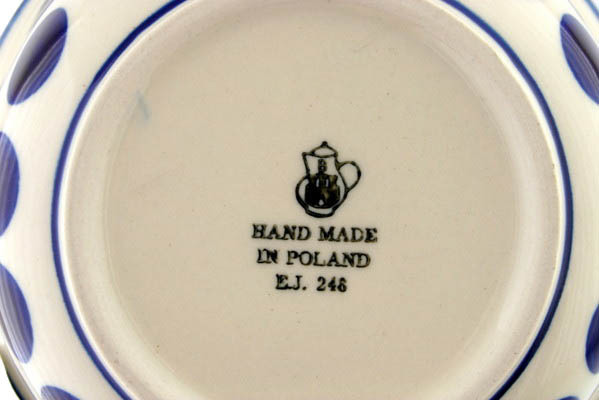 B
HAND MADE
IN POLAND
E.J. 246